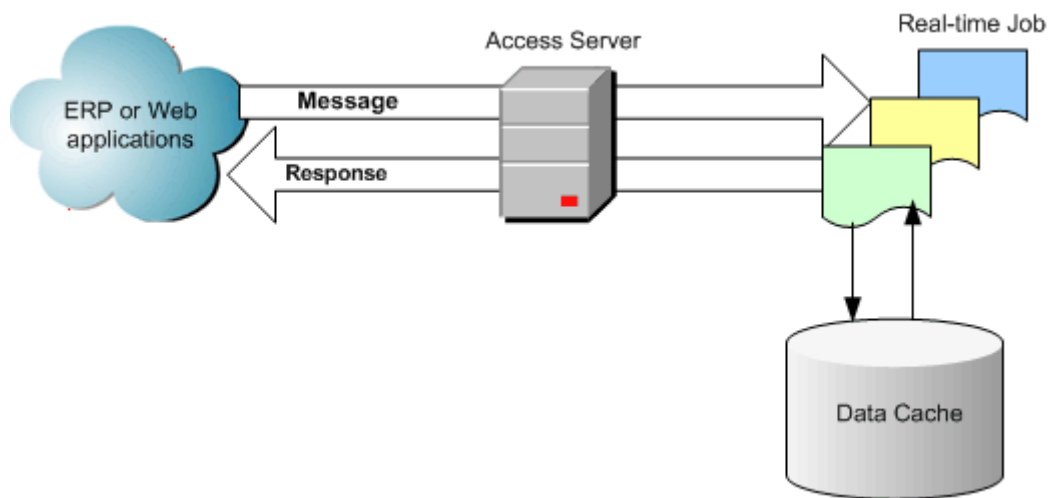 Real-time Job
Access Server
ERP or Web
applications
Message
Response
Data Cache